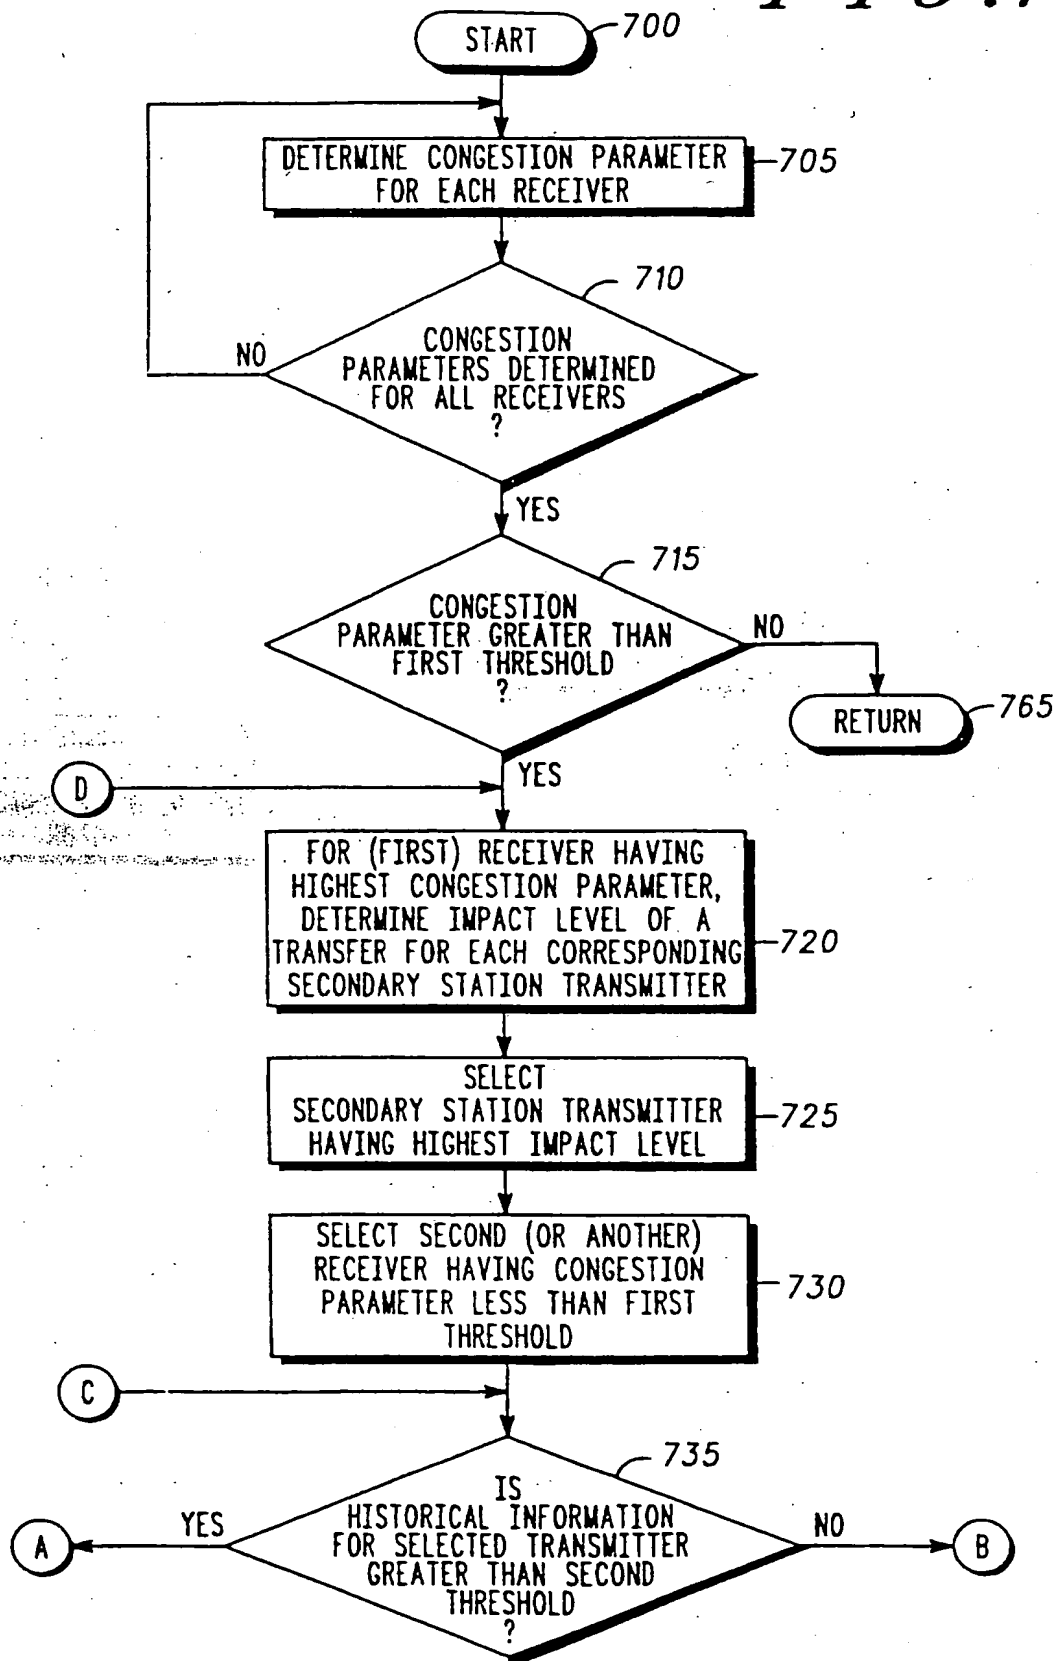 FIG.7
START
700
DETERMINE CONGESTION PARAMETER
FOR EACH RECEIVER
705
710
CONGESTION
PARAMETERS DETERMINED
FOR ALL RECEIVERS
?
NO
YES
715
CONGESTION
PARAMETER GREATER THAN
FIRST THRESHOLD
?
NO
RETURN
765
YES
D
FOR (FIRST) RECEIVER HAVING
HIGHEST CONGESTION PARAMETER,
DETERMINE IMPACT LEVEL OF A
TRANSFER FOR EACH CORRESPONDING
SECONDARY STATION TRANSMITTER
720
SELECT
SECONDARY STATION TRANSMITTER
HAVING HIGHEST IMPACT LEVEL
725
SELECT SECOND (OR ANOTHER)
RECEIVER HAVING CONGESTION
PARAMETER LESS THAN FIRST
THRESHOLD
730
C
735
IS
HISTORICAL INFORMATION
FOR SELECTED TRANSMITTER
GREATER THAN SECOND
THRESHOLD
?
YES
A
NO
B